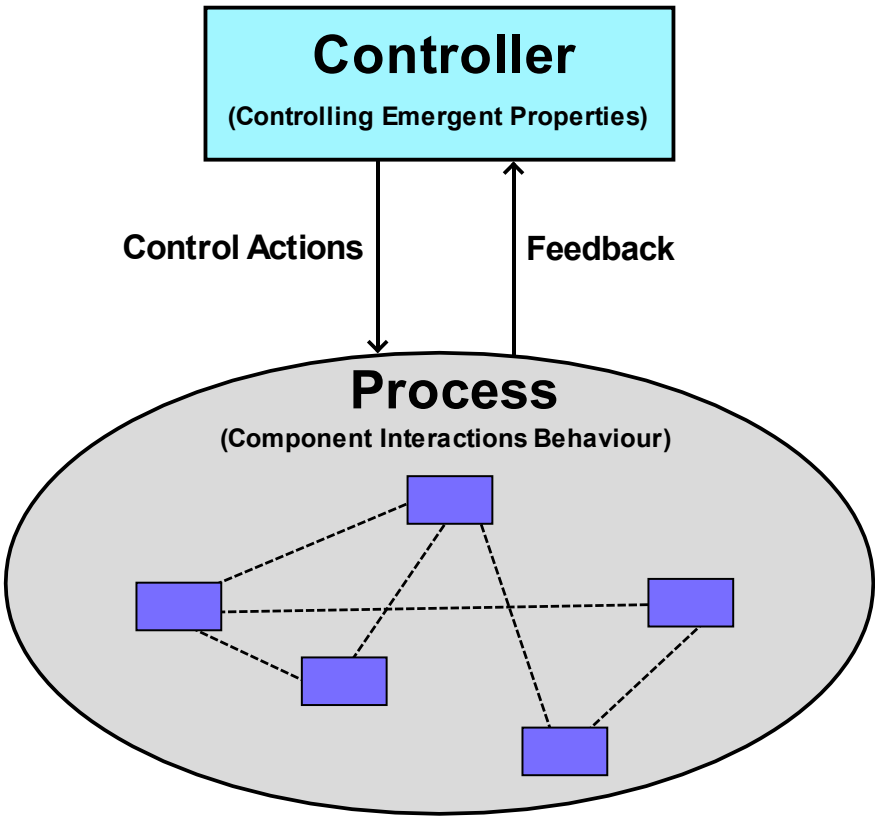 Controller
(Controlling Emergent Properties)
Control Actions
Feedback
Process
(Component Interactions Behaviour)